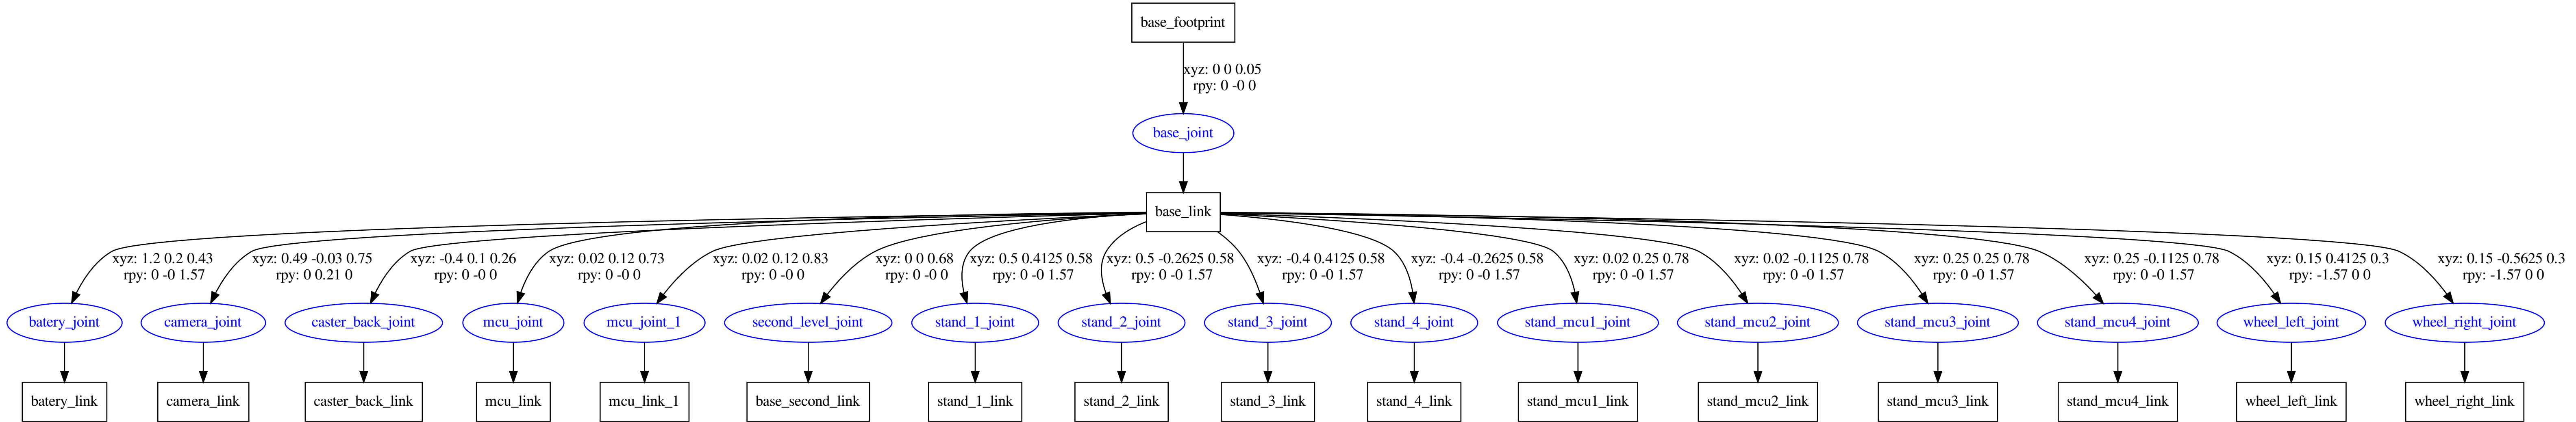 base_footprint
xyz: 0 0 0.05
rpy: 0 -0 0
base_joint
base_link
xyz: 1.2 0.2 0.43
rpy: 0 -0 1.57
xyz: 0.49 -0.03 0.75
rpy: 0 0.21 0
xyz: -0.4 0.1 0.26
rpy: 0 -0 0
xyz: 0.02 0.12 0.73
rpy: 0 -0 0
xyz: 0.02 0.12 0.83
rpy: 0 -0 0
xyz: 0 0 0.68
rpy: 0 -0 0
xyz: 0.5 0.4125 0.58
rpy: 0 -0 1.57
xyz: 0.5 -0.2625 0.58
rpy: 0 -0 1.57
xyz: -0.4 0.4125 0.58
rpy: 0 -0 1.57
xyz: -0.4 -0.2625 0.58
rpy: 0 -0 1.57
xyz: 0.02 0.25 0.78
rpy: 0 -0 1.57
xyz: 0.02 -0.1125 0.78
rpy: 0 -0 1.57
xyz: 0.25 0.25 0.78
rpy: 0 -0 1.57
xyz: 0.25 -0.1125 0.78
rpy: 0 -0 1.57
xyz: 0.15 0.4125 0.3
rpy: -1.57 0 0
xyz: 0.15 -0.5625 0.3
rpy: -1.57 0 0
batery_joint
camera_joint
caster_back_joint
mcu_joint
mcu_joint_1
second_level_joint
stand_1_joint
stand_2_joint
stand_3_joint
stand_4_joint
stand_mcu1_joint
stand_mcu2_joint
stand_mcu3_joint
stand_mcu4_joint
wheel_left_joint
wheel_right_joint
batery_link
camera_link
caster_back_link
mcu_link
mcu_link_1
base_second_link
stand_1_link
stand_2_link
stand_3_link
stand_4_link
stand_mcu1_link
stand_mcu2_link
stand_mcu3_link
stand_mcu4_link
wheel_left_link
wheel_right_link